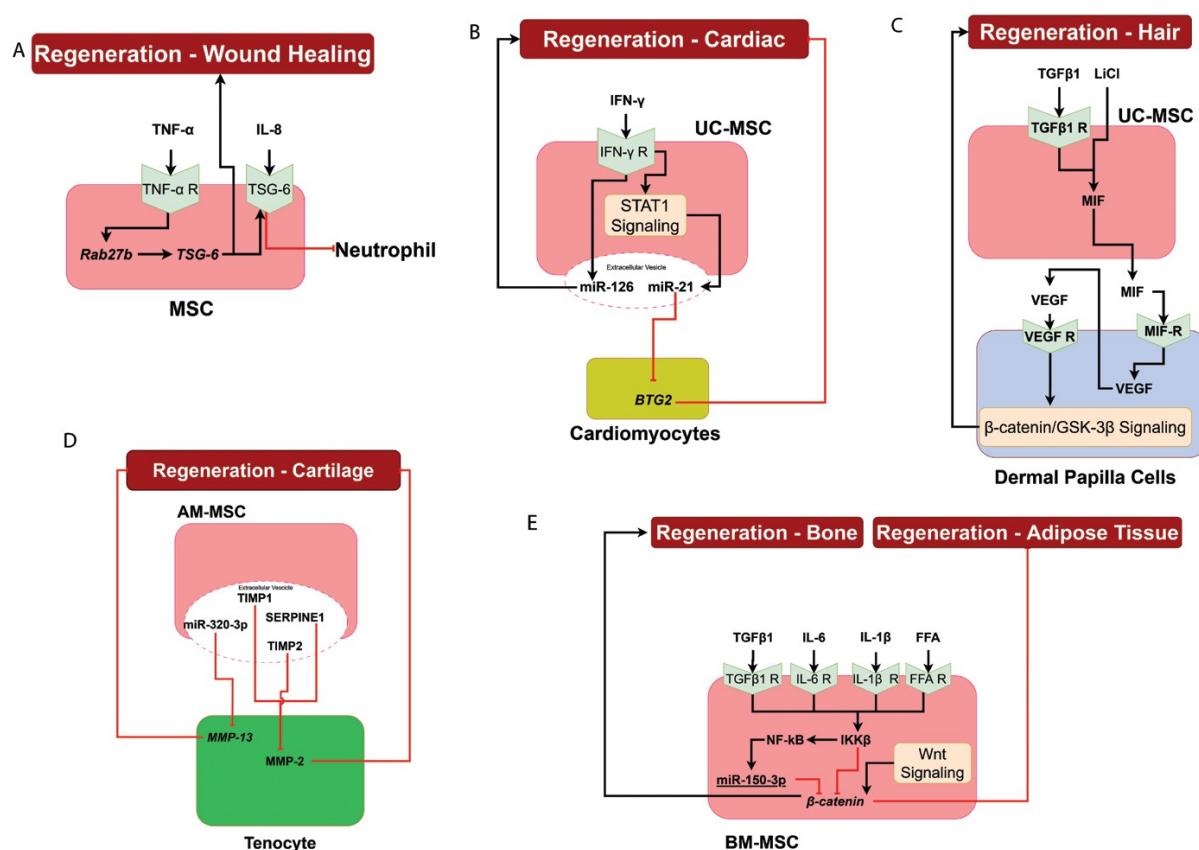 A
Regeneration - Wound Healing
TNF-α
IL-8
TNF-α R
TSG-6
Rab27b
TSG-6
Neutrophil
MSC
B
Regeneration - Cardiac
IFN-γ
UC-MSC
IFN-γ R
STAT1
Signaling
Extracellular Vesicle
miR-126
miR-21
BTG2
Cardiomyocytes
C
Regeneration - Hair
TGFβ1
LiCl
UC-MSC
TGFβ1 R
MIF
MIF
VEGF
VEGF R
MIF-R
VEGF
β-catenin/GSK-3β Signaling
Dermal Papilla Cells
D
Regeneration - Cartilage
AM-MSC
Extracellular Vescicle
TIMP1
miR-320-3p
SERPINE1
TIMP2
MMP-13
MMP-2
Tenocyte
E
Regeneration - Bone
Regeneration - Adipose Tissue
TGFβ1
IL-6
IL-1β
FFA
TGFβ1 R
IL-6 R
IL-1β R
FFA R
NF-kB
IKKβ
Wnt
Signaling
miR-150-3p
β-catenin
BM-MSC